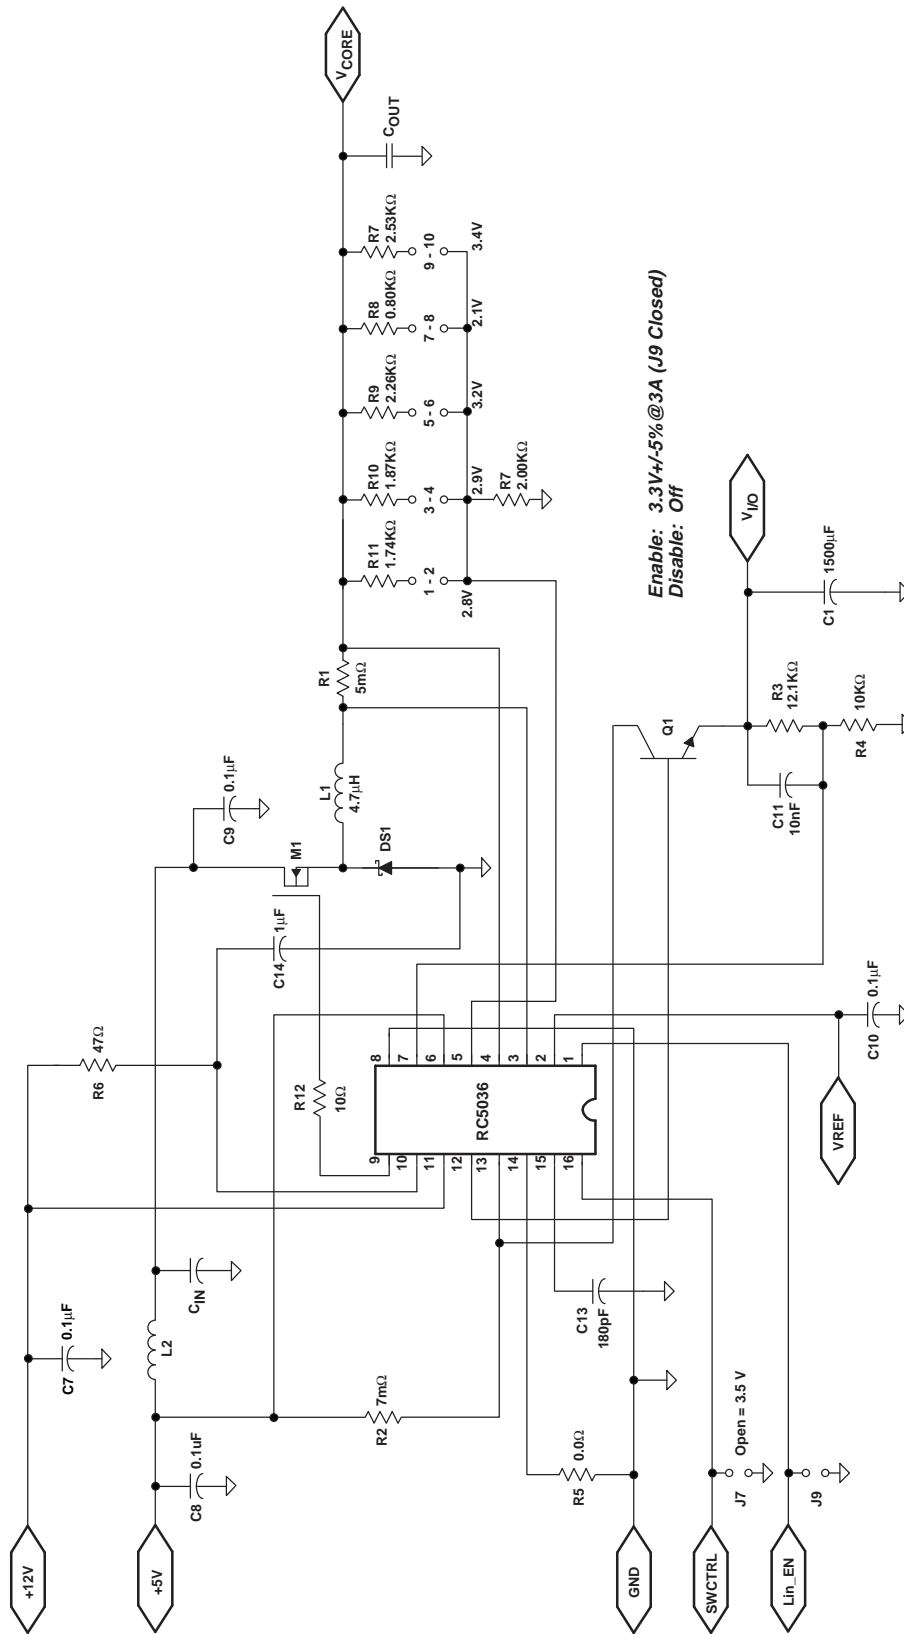 +12V
C7 0.1µF
R6
47Ω
+5V
C8 0.1uF
L2
CIN
C9 0.1µF
C14 1µF
M1
DS1
L1
4.7µH
R1
5mΩ
VCORE
COUT
R11
1.74KΩ
R10
1.87KΩ
R9
2.26KΩ
R8
0.80KΩ
R7
2.53KΩ
1 - 2
3 - 4
5 - 6
7 - 8
9 - 10
2.8V
2.9V
3.2V
2.1V
3.4V
R7
2.00KΩ
R2 7mΩ
R12
10Ω
9
10
11
12
13
14
15
16
RC5036
8
7
6
5
4
3
2
1
C13
180pF
R5 0.0Ω
GND
SWCTRL
J7 Open = 3.5 V
Lin_EN
J9
VREF
C10 0.1µF
Q1
Enable: 3.3V+/-5%@3A (J9 Closed)
Disable: Off
VI/O
C11
10nF
R3
12.1KΩ
R4 10KΩ
C1 1500µF